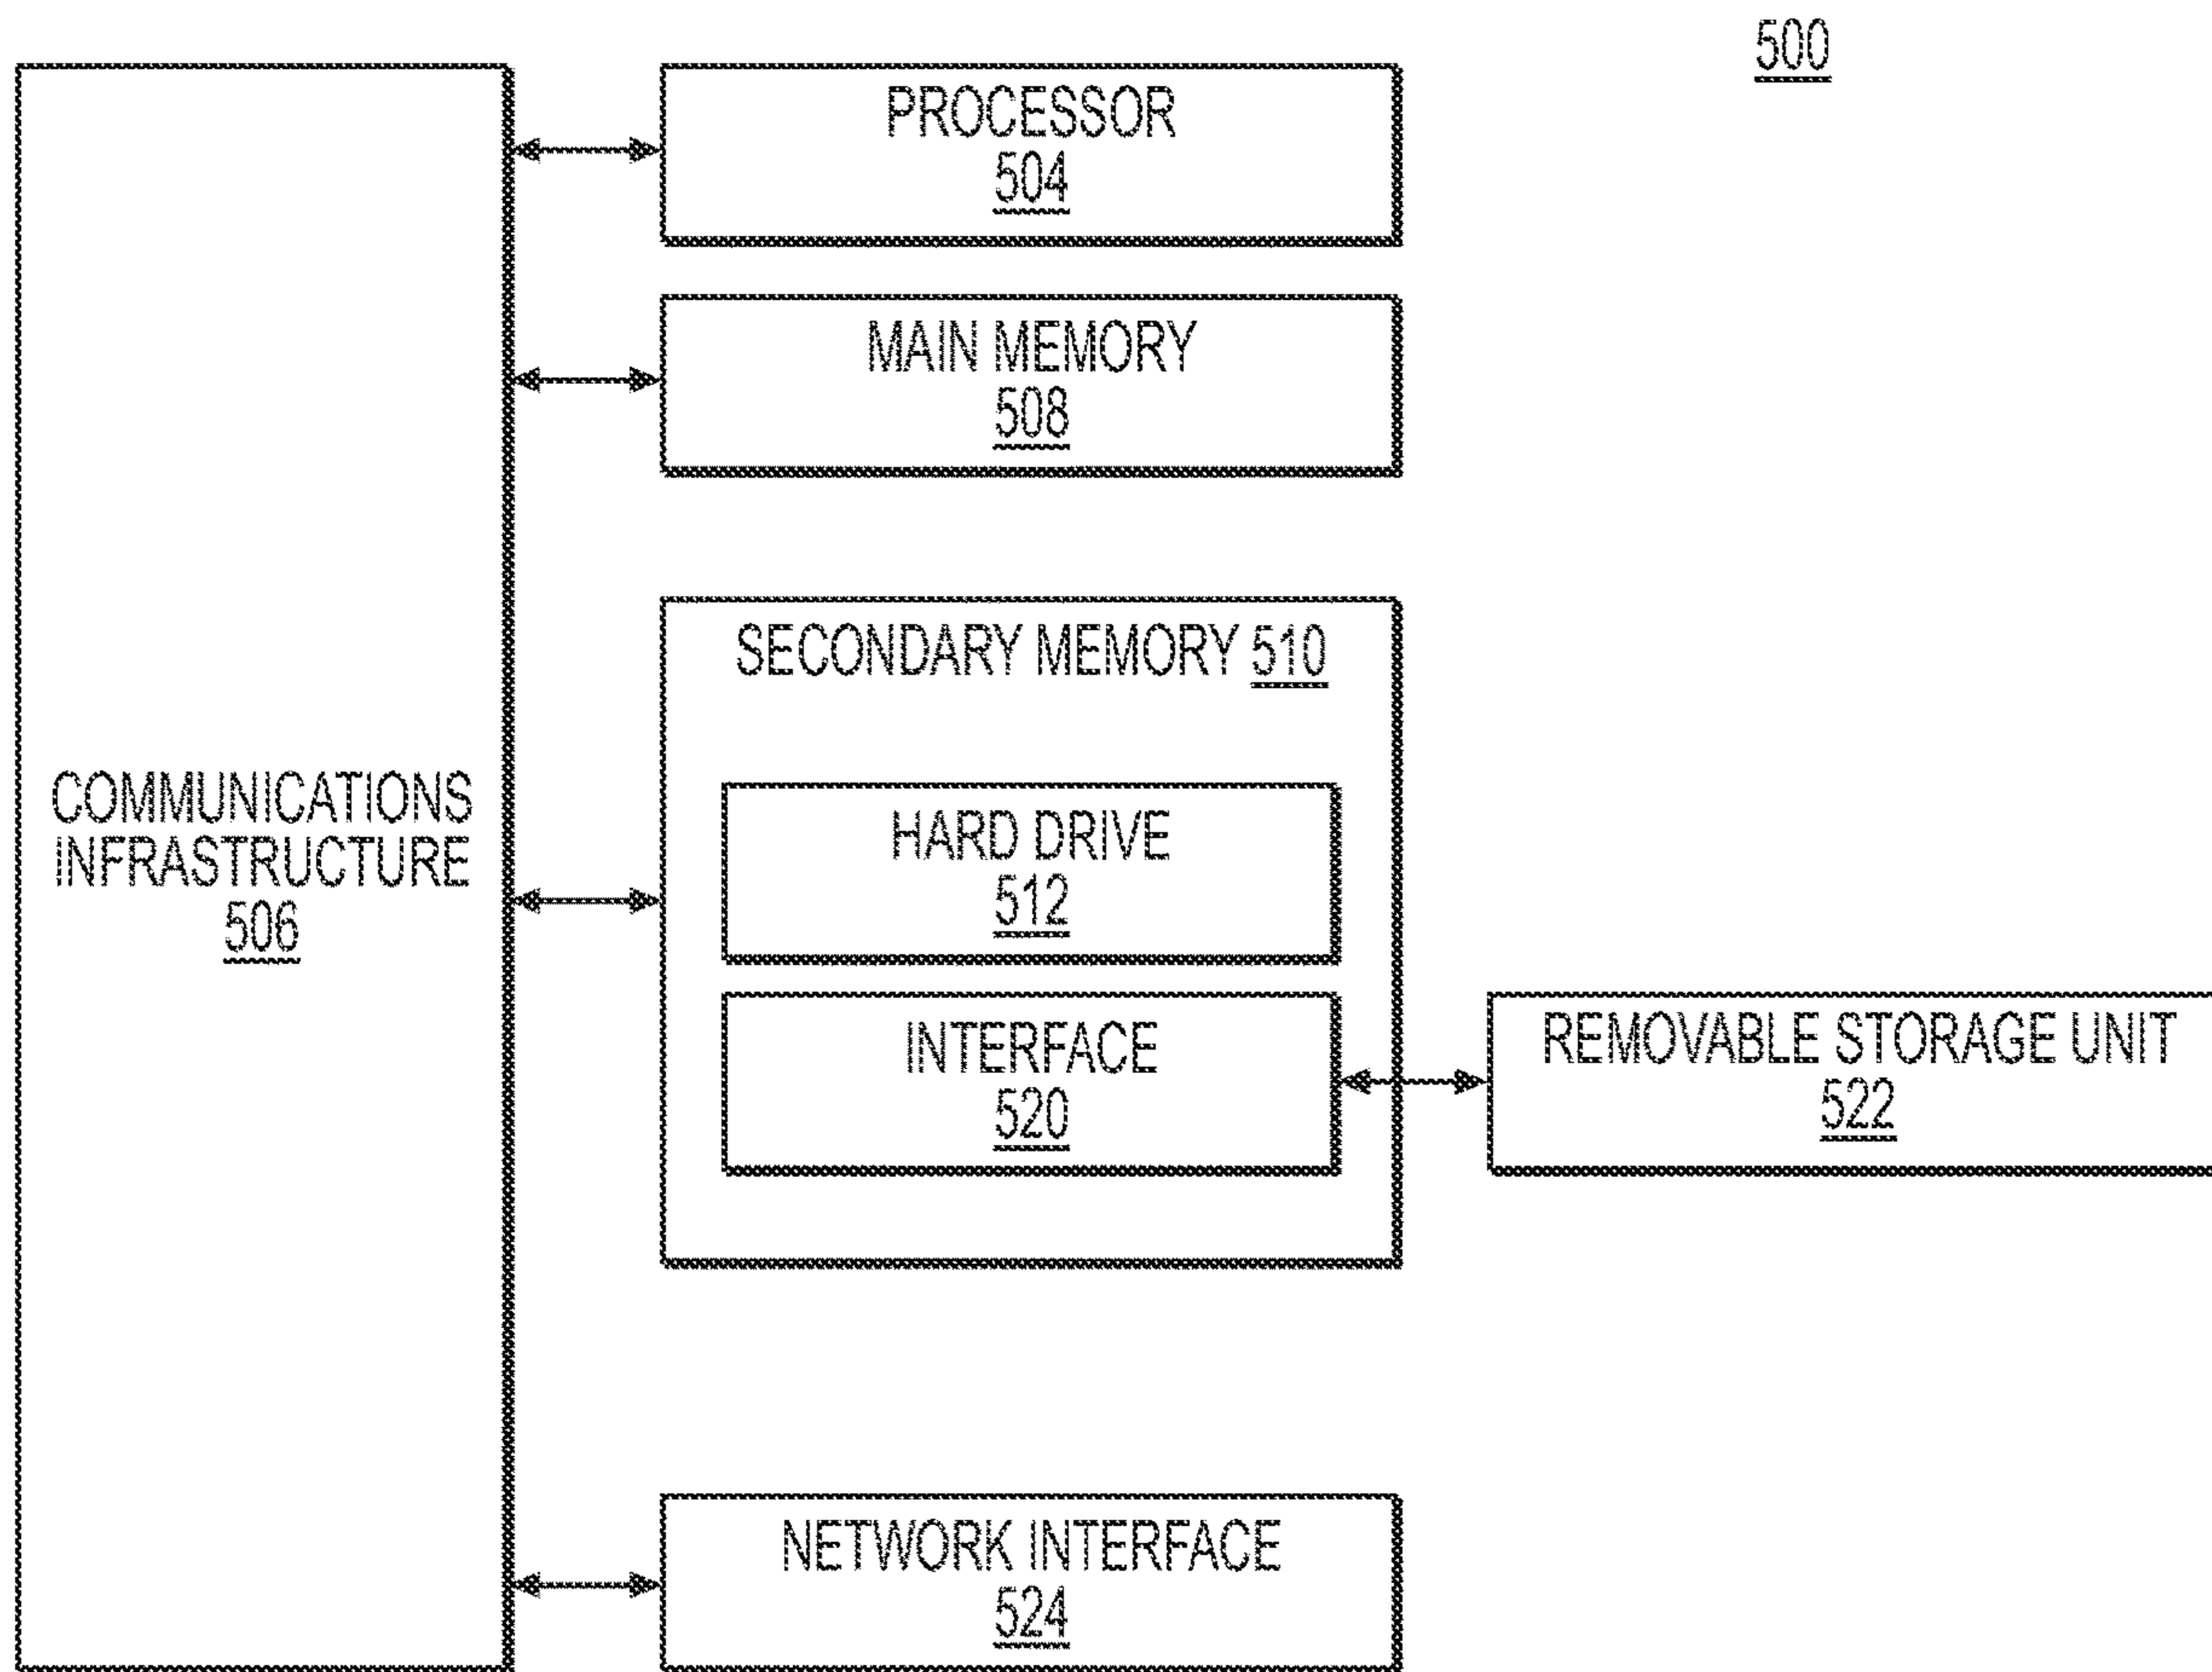 500
PROCESSOR
504
MAIN MEMORY
508
SECONDARY MEMORY 510
HARD DRIVE
512
COMMUNICATIONS
INFRASTRUCTURE
506
INTERFACE
520
REMOVABLE STORAGE UNIT
522
NETWORK INTERFACE
524